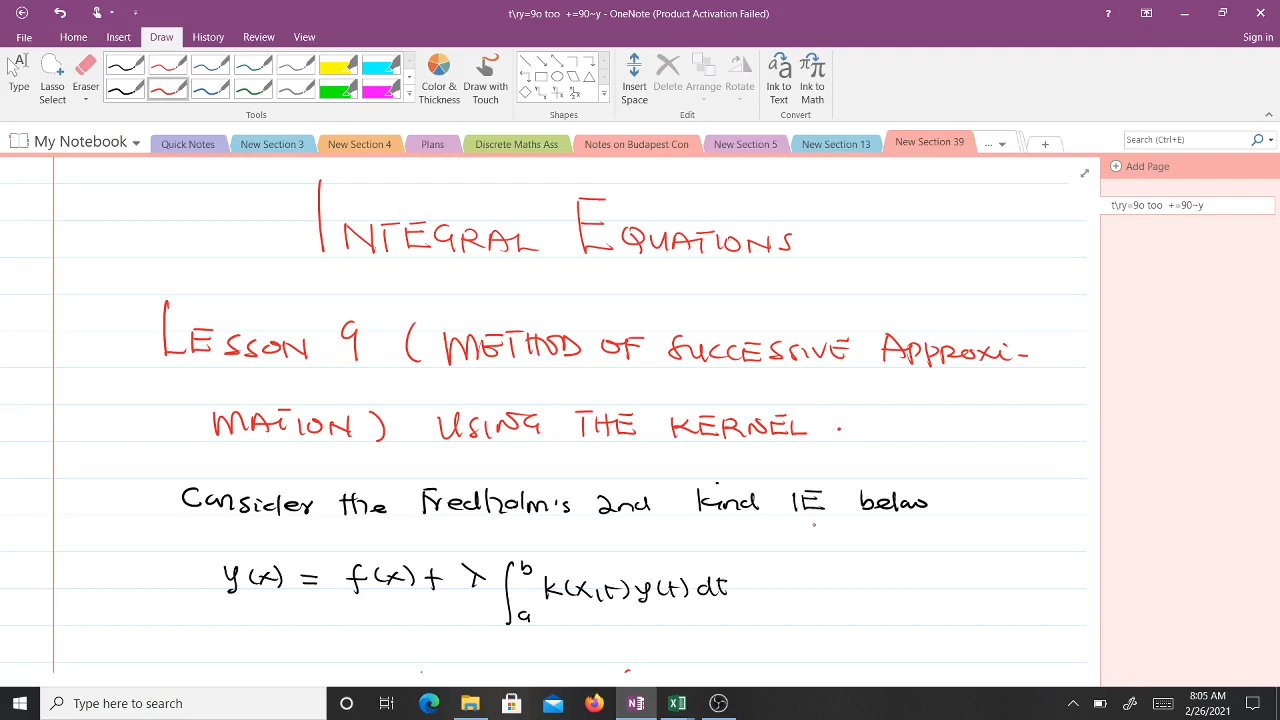 t\ry=9o too +=90~y - OneNote (Product Activation Failed)
Sign in
File Home Insert Draw History Review View
Type
Lasso Select
Eraser
Color & Thickness
Draw with Touch
Insert Space
Delete
Arrange
Rotate
Ink to Text
Ink to Math
Tools
Shapes
Edit
Convert
My Notebook
Quick Notes
New Section 3
New Section 4
Plans
Discrete Maths Ass
Notes on Budapest Con
New Section 5
New Section 13
New Section 39
...
Search (Ctrl+E)
Add Page
t\ry=9o too +=90~y
INTEGRAL EQUATIONS
LESSON 9 (METHOD OF SUCCESSIVE APPROXI-
MATION) USING THE KERNEL.
Consider the Fredholm's 2nd kind IE below
y(x) = f(x) + λ ∫_a^b k(x,t) y(t) dt
Type here to search
8:05 AM
2/26/2021